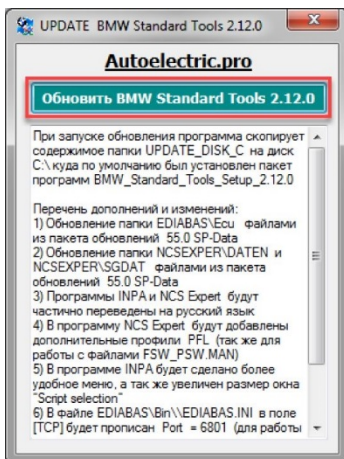 UPDATE BMW Standard Tools 2.12.0
Autoelectric.pro
Обновить BMW Standard Tools 2.12.0
При запуске обновления программа скопирует
содержимое папки UPDATE_DISK_C на диск
C:\ куда по умолчанию был установлен пакет
программ BMW_Standard_Tools_Setup_2.12.0
Перечень дополнений и изменений:
1) Обновление папки EDIABAS\Ecu файлами
из пакета обновлений 55.0 SP-Data
2) Обновление папки NCSEXPER\DATEN и
NCSEXPER\SGDAT файлами из пакета
обновлений 55.0 SP-Data
3) Программы INPA и NCS Expert будут
частично переведены на русский язык
4) В программу NCS Expert будут добавлены
дополнительные профили PFL (так же для
работы с файлами FSW_PSW.MAN)
5) В программе INPA будет сделано более
удобное меню, а так же увеличен размер окна
"Script selection"
6) В файле EDIABAS\Bin\\EDIABAS.INI в поле
[TCP] будет прописан Port = 6801 (для работы